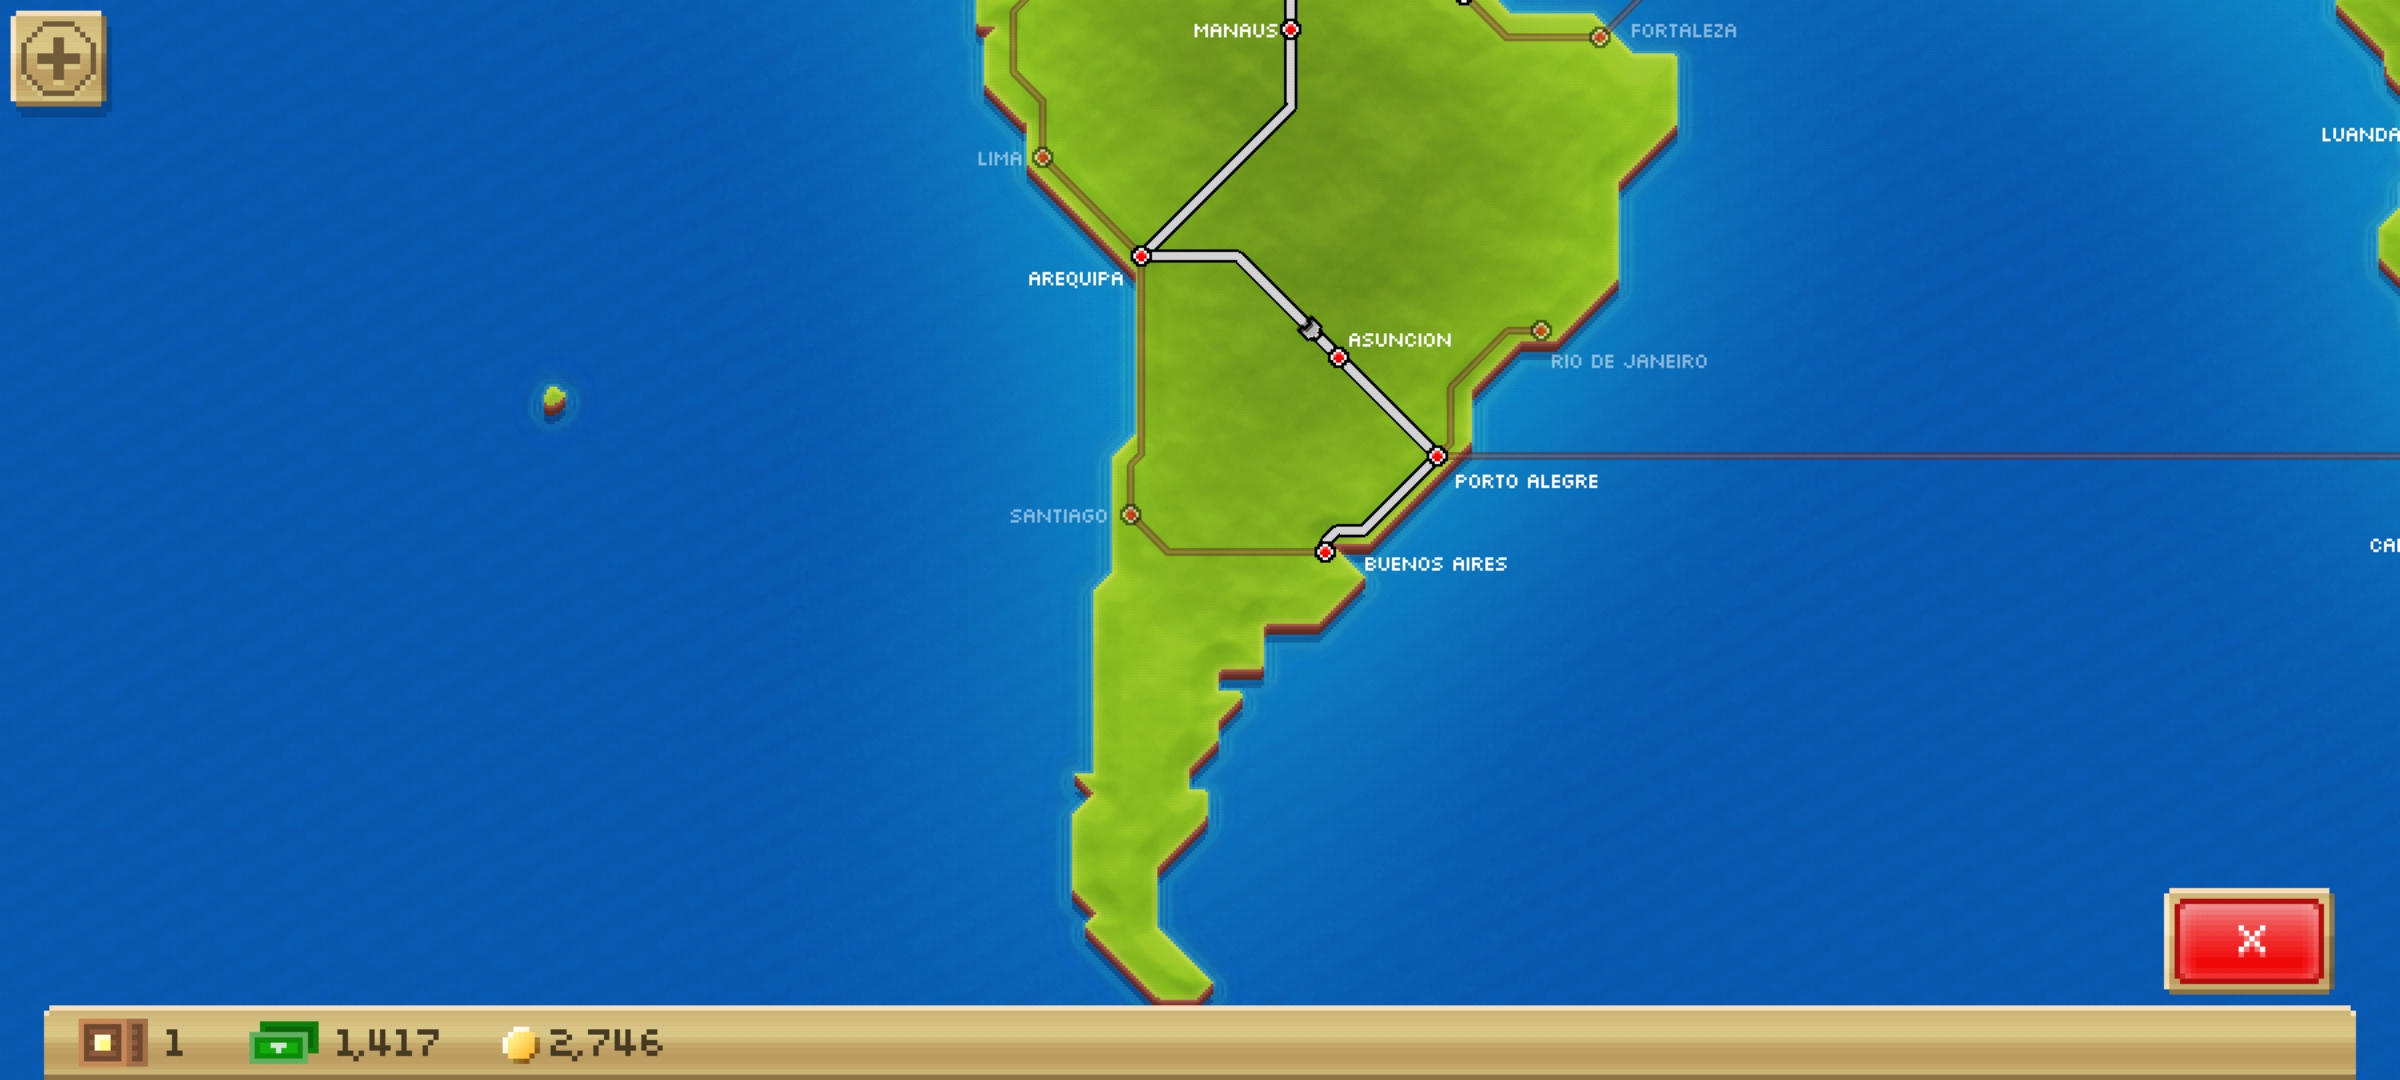 MANAUS
FORTALEZA
LUANDA
LIMA
AREQUIPA
ASUNCION
RIO DE JANEIRO
PORTO ALEGRE
SANTIAGO
CA
BUENOS AIRES
X
1
1,417
2,746